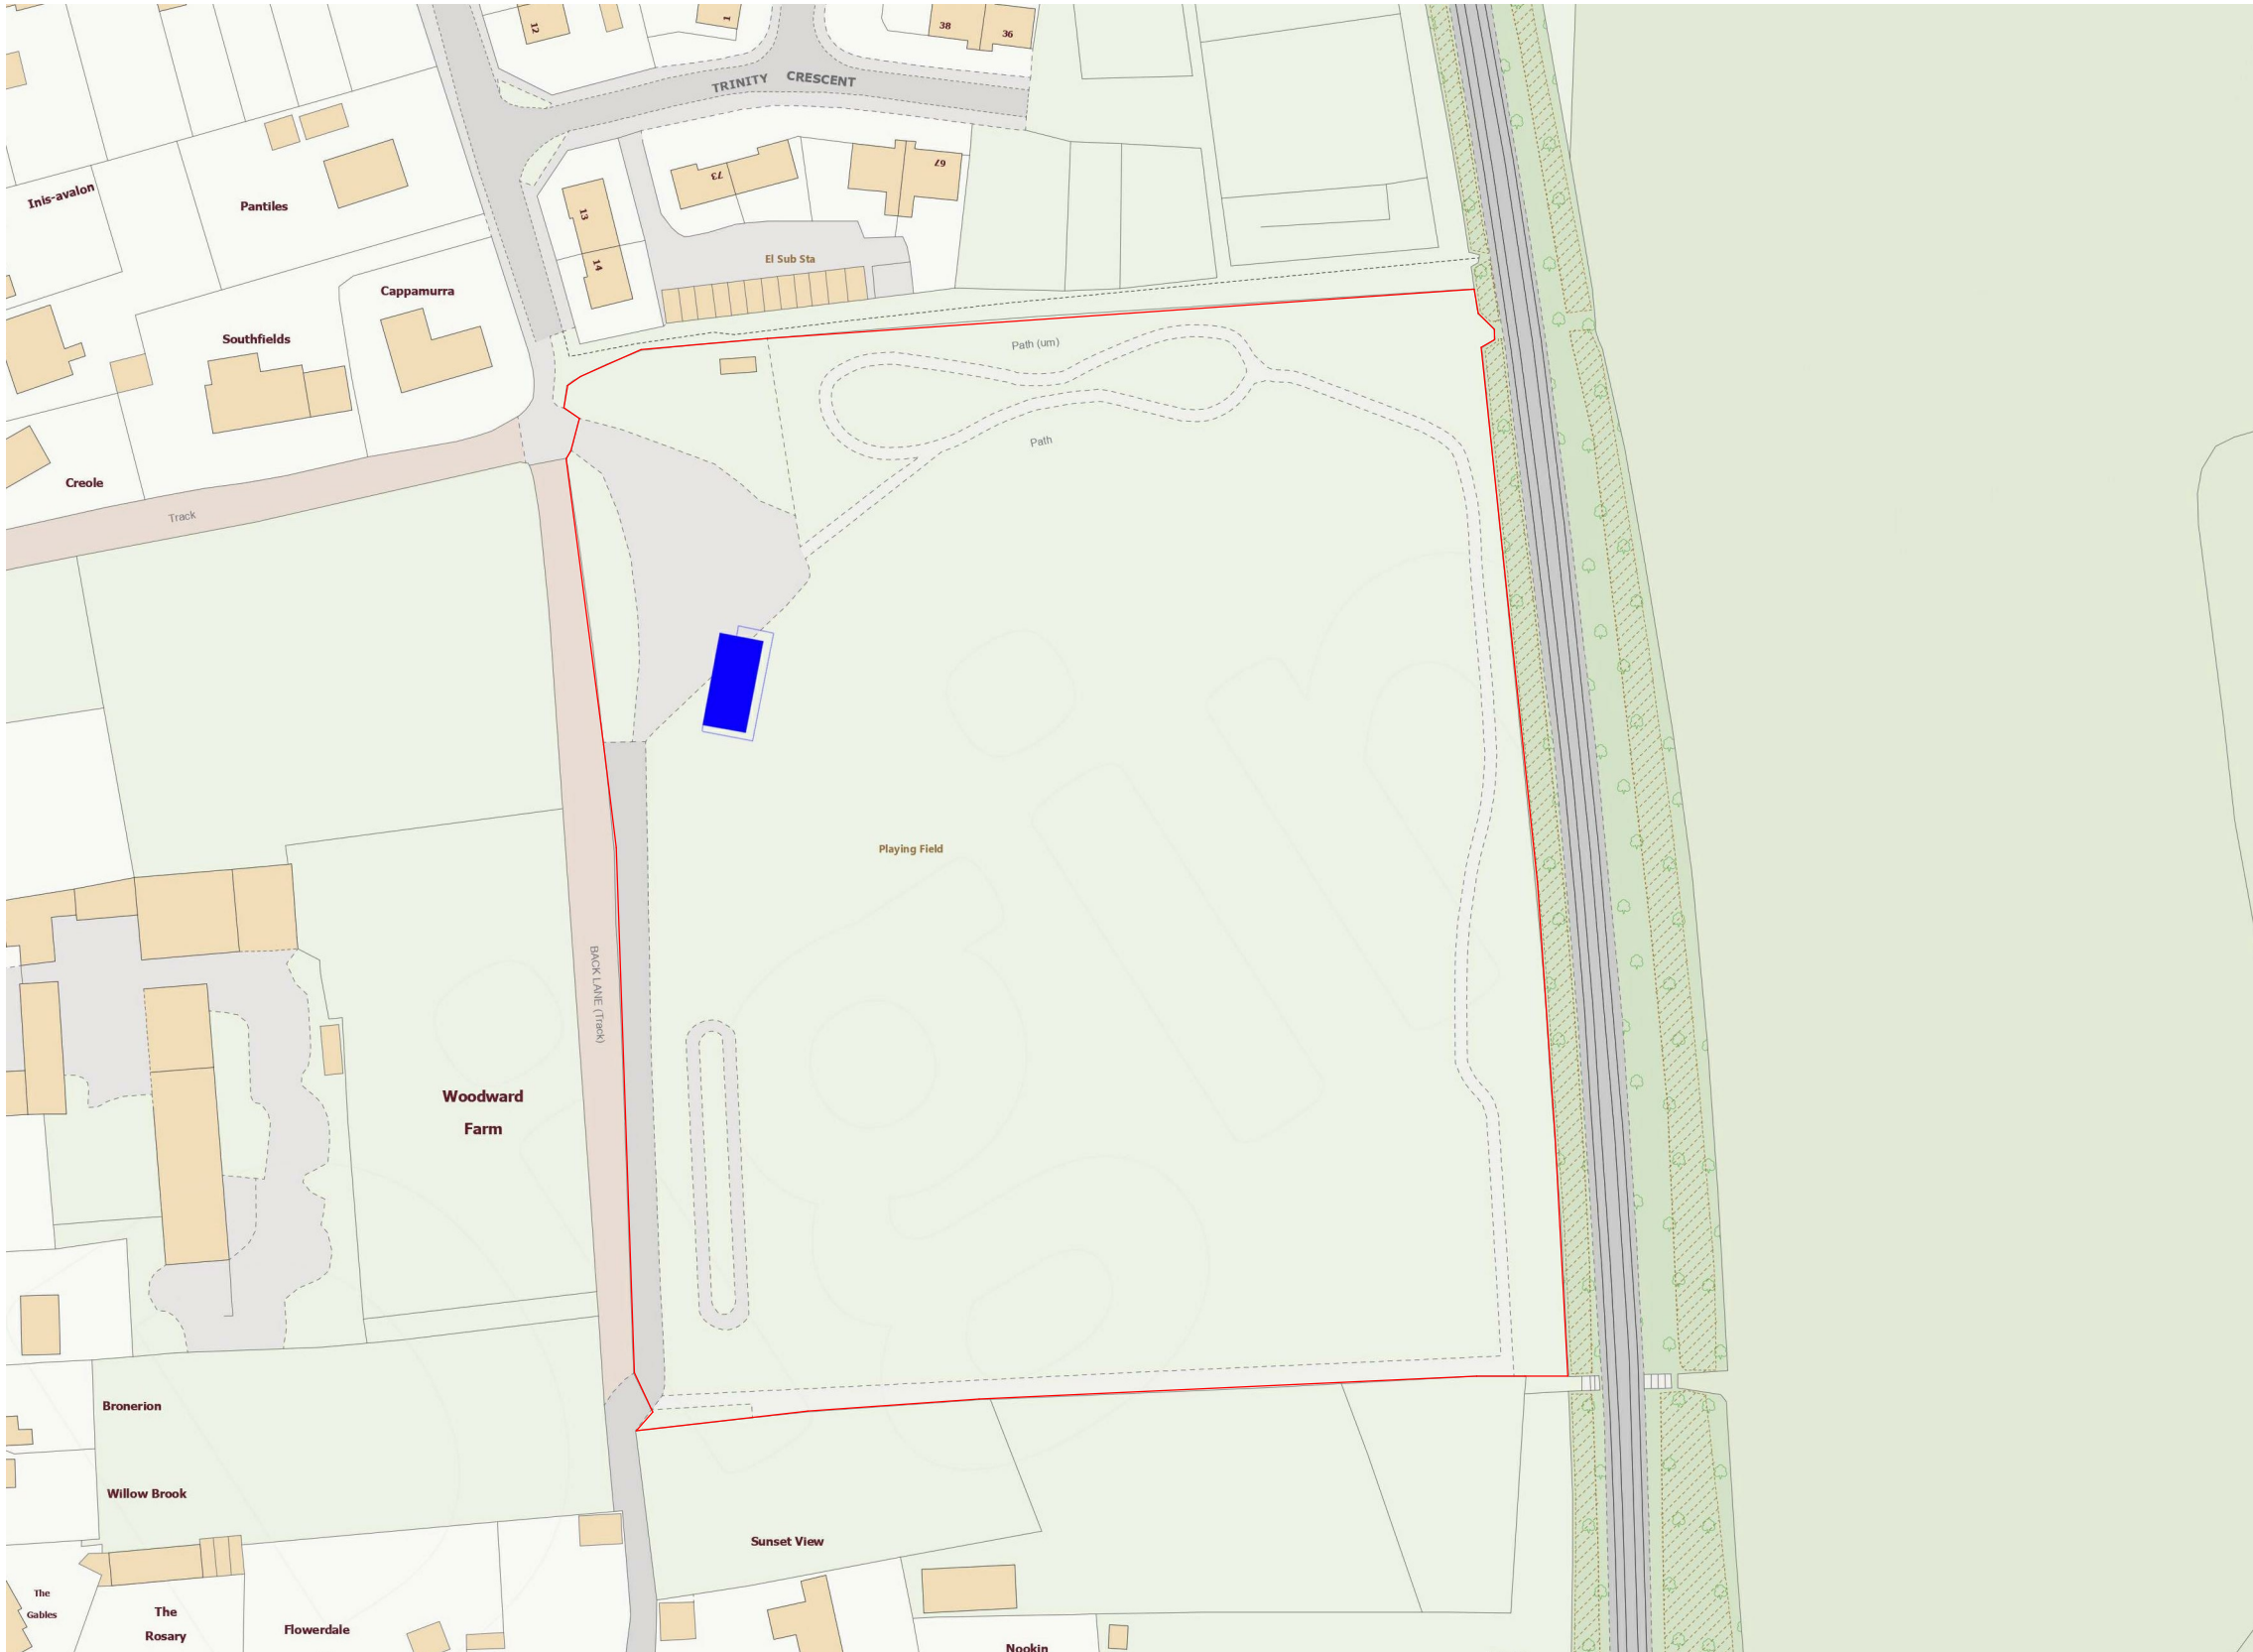 12
1
38
36
TRINITY CRESCENT
Inis-avalon
Pantiles
73
67
13
14
El Sub Sta
Cappamurra
Southfields
Path (um)
Path
Creole
Track
Playing Field
BACK LANE (Track)
Woodward
Farm
Bronerion
Willow Brook
Sunset View
The
Gables
The
Rosary
Flowerdale
Nookin